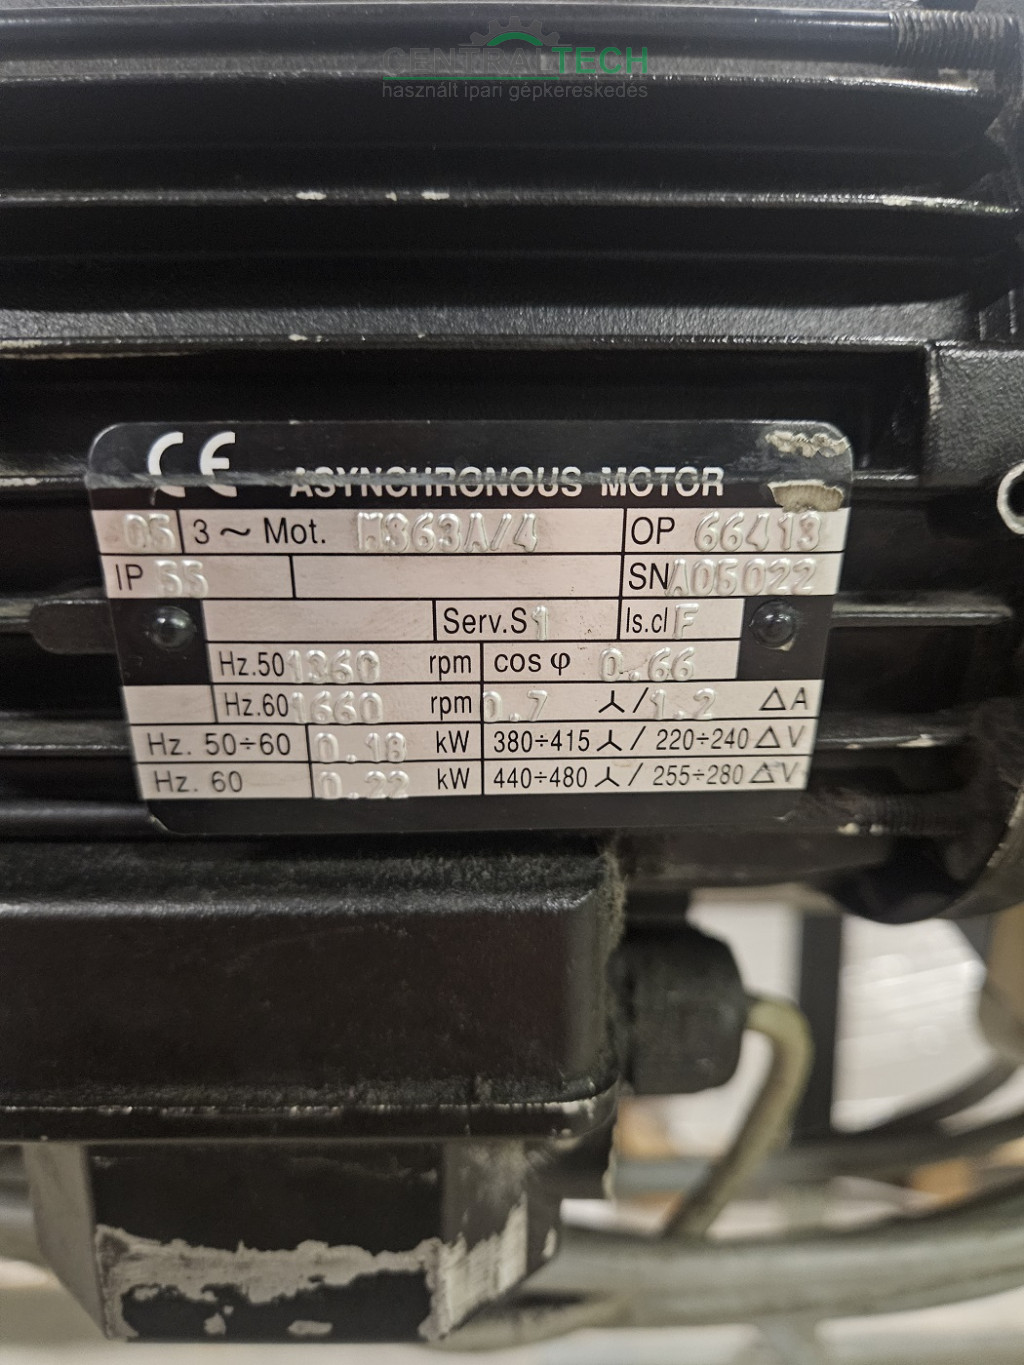 CENTRALTECH
használt ipari gépkereskedés
CE ASYNCHRONOUS MOTOR
05 3 ~ Mot. M363A/4 OP 66413
IP 55 SN A05022
Serv.S1 Is.cl F
Hz.50 1360 rpm cos φ 0.66
Hz.60 1660 rpm 0.7 ⅄ / 1.2 Δ A
Hz. 50÷60 0.18 kW 380÷415 ⅄ / 220÷240 Δ V
Hz. 60 0.22 kW 440÷480 ⅄ / 255÷280 Δ V